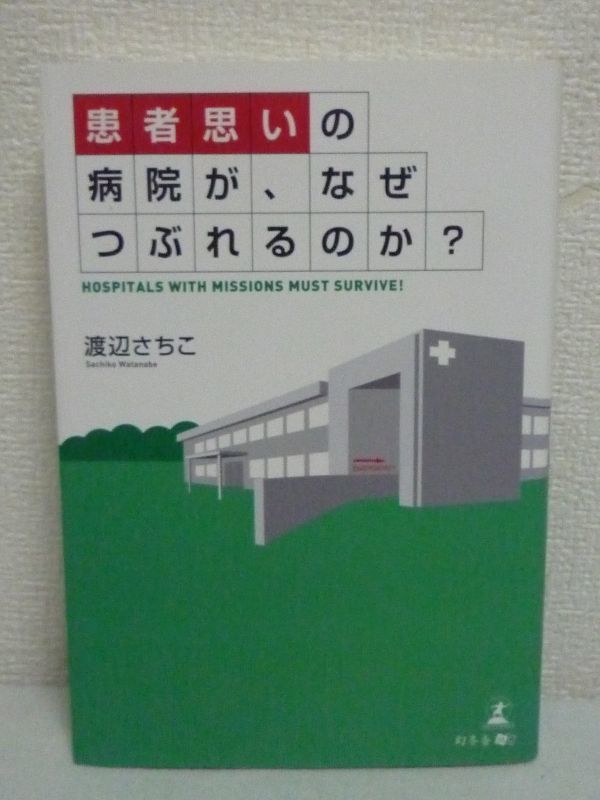 患者思いの
病院が、なぜ
つぶれるのか?
HOSPITALS WITH MISSIONS MUST SURVIVE!
渡辺さちこ
Sachiko Watanabe
EMERGENCY
幻冬舎